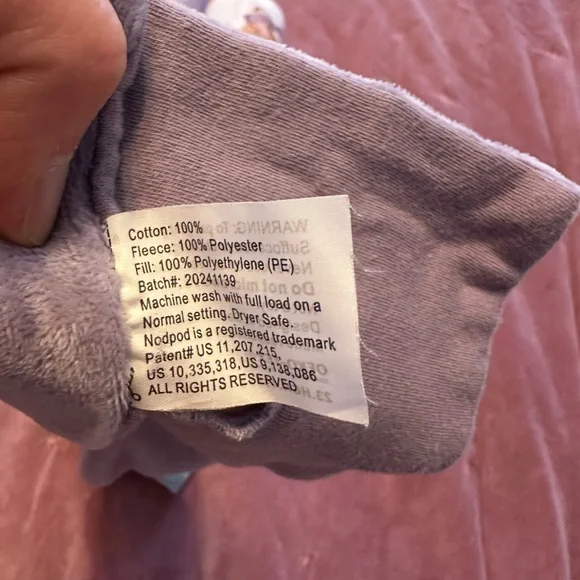 Cotton: 100%
Fleece: 100% Polyester
Fill: 100% Polyethylene (PE)
Batch#: 20241139
Machine wash with full load on a
Normal setting. Dryer Safe.
Nodpod is a registered trademark
Patent# US 11,207,215,
US 10,335,318,US 9,138,086
ALL RIGHTS RESERVED